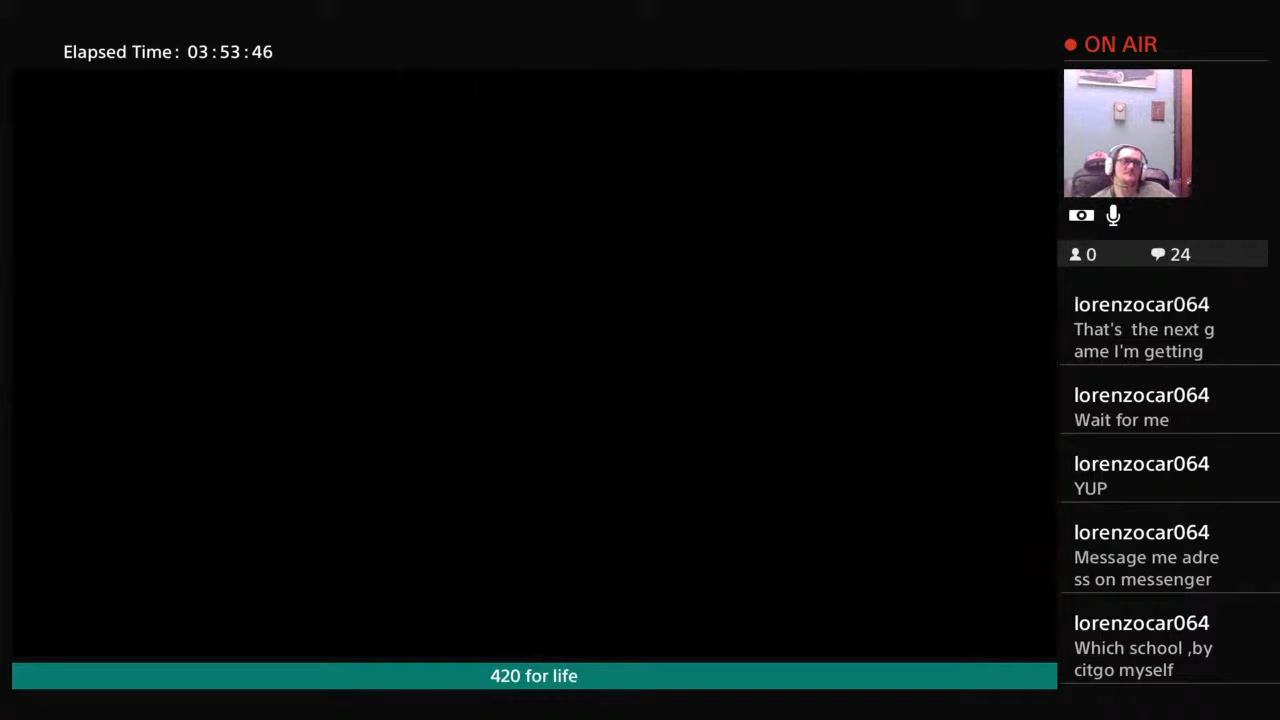 Elapsed Time: 03:53:46
ON AIR
0
24
lorenzocar064
That's  the next g
ame I'm getting
lorenzocar064
Wait for me
lorenzocar064
YUP
lorenzocar064
Message me adre
ss on messenger
lorenzocar064
Which school ,by
citgo myself
420 for life